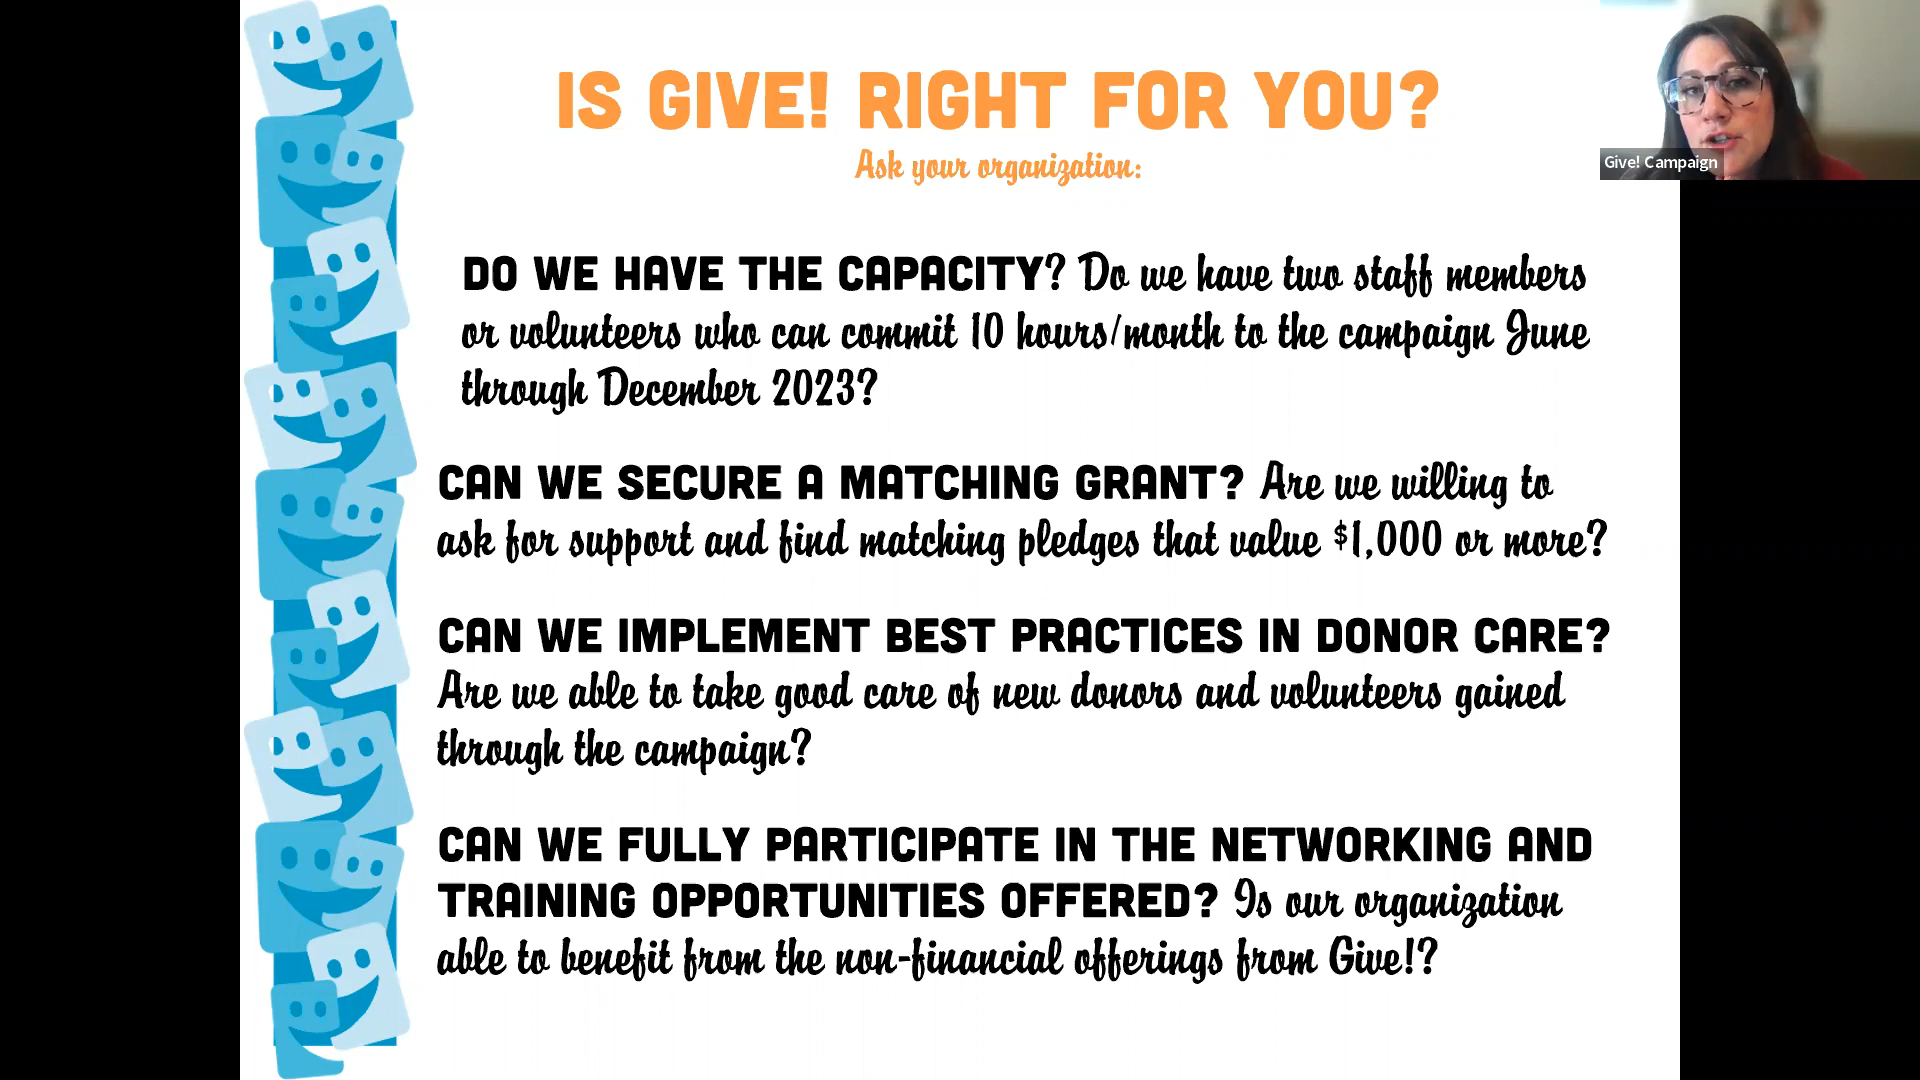 IS GIVE! RIGHT FOR YOU?
Ask your organization:
Give! Campaign
DO WE HAVE THE CAPACITY? Do we have two staff members
or volunteers who can commit 10 hours/month to the campaign June
through December 2023?
CAN WE SECURE A MATCHING GRANT? Are we willing to
ask for support and find matching pledges that value $1,000 or more?
CAN WE IMPLEMENT BEST PRACTICES IN DONOR CARE?
Are we able to take good care of new donors and volunteers gained
through the campaign?
CAN WE FULLY PARTICIPATE IN THE NETWORKING AND
TRAINING OPPORTUNITIES OFFERED? Is our organization
able to benefit from the non-financial offerings from Give!?